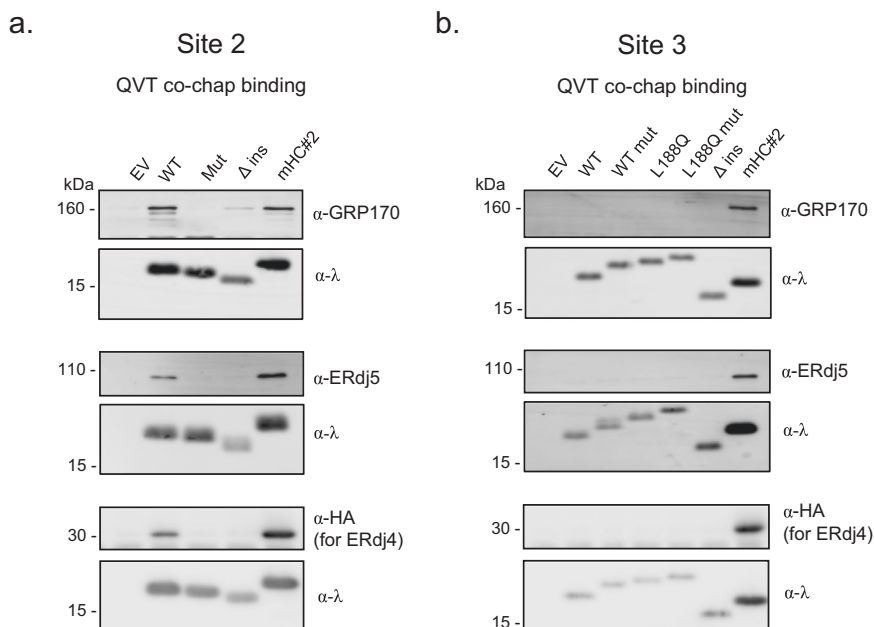 a.
Site 2
QVT co-chap binding
EV WT Mut Δ ins mHC#2
kDa
160 - α-GRP170
15 - α-λ
110 - α-ERdj5
α-λ
15 -
α-HA
30 - (for ERdj4)
α-λ
15 -
b.
Site 3
QVT co-chap binding
EV WT WT mut L188Q L188Q mut Δ ins mHC#2
kDa
160 - α-GRP170
α-λ
15 -
110 - α-ERdj5
α-λ
15 -
α-HA
30 - (for ERdj4)
α-λ
15 -